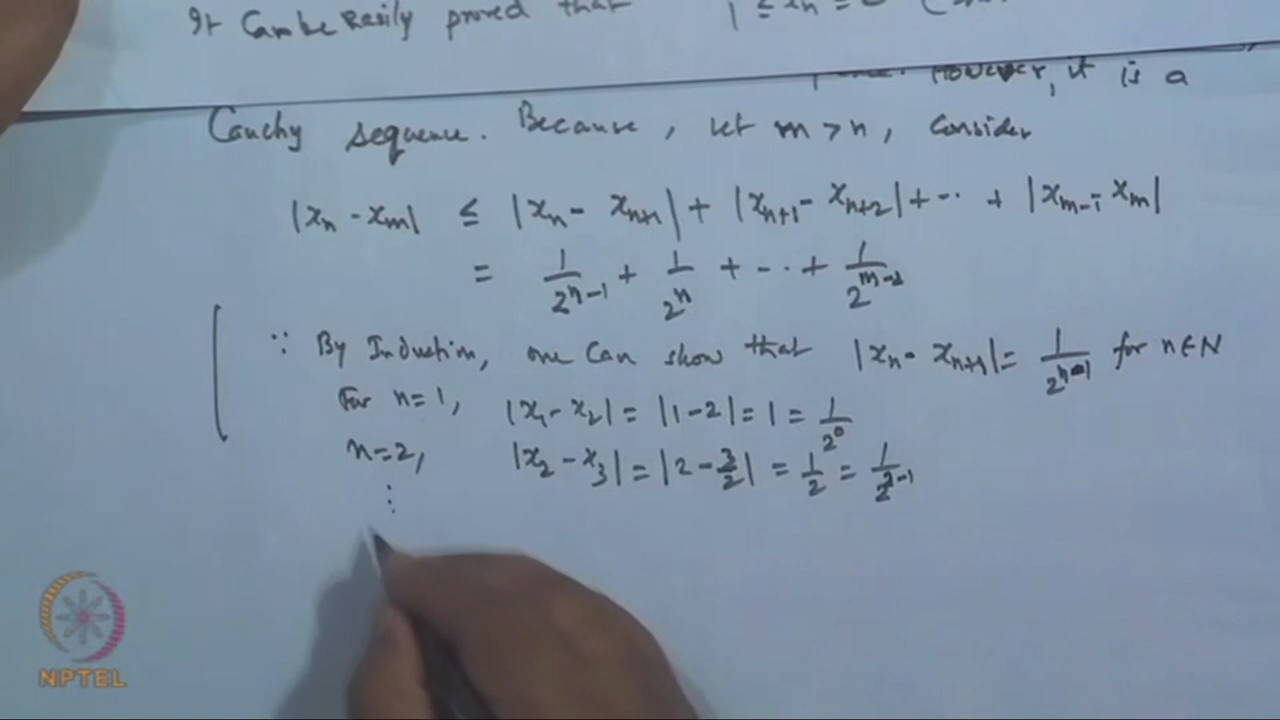 It can be easily proved that 1 ≤ xn ≤
However, it is a
Cauchy sequence. Because, let m > n, Consider
|xn - xm| ≤ |xn - xn+1| + |xn+1 - xn+2| + ... + |xm-1 - xm|
= 1/2^(n-1) + 1/2^n + ... + 1/2^(m-2)
∵ By Induction, one can show that |xn - xn+1| = 1/2^(n-1) for n ∈ N
For n=1, |x1 - x2| = |1-2| = 1 = 1/2^0
n=2, |x2 - x3| = |2 - 3/2| = 1/2 = 1/2^(2-1)
⋮
NPTEL